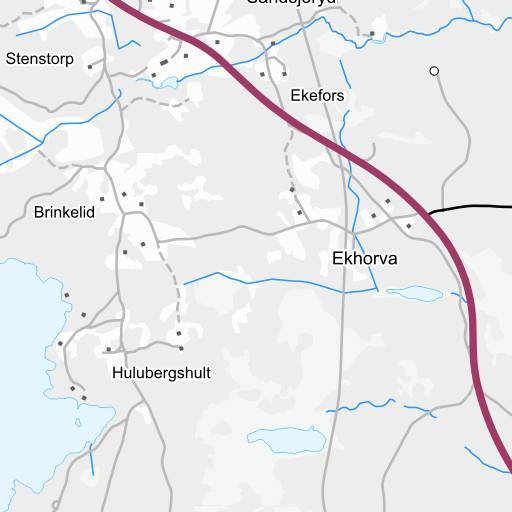 Stenstorp
Ekefors
Brinkelid
Ekhorva
Hulubergshult